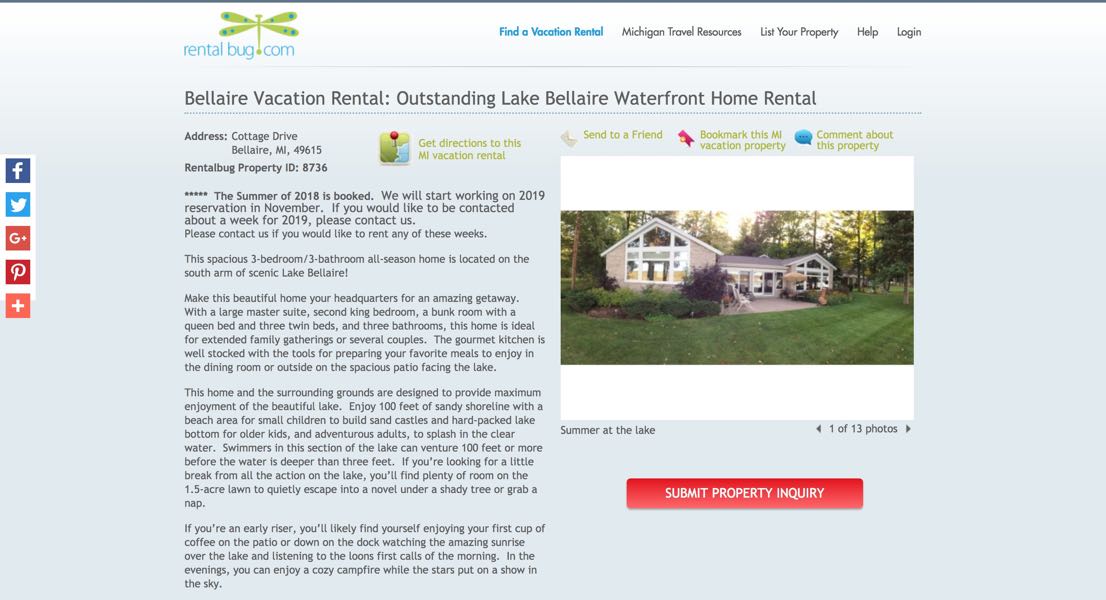 rental bug.com
Find a Vacation Rental
Michigan Travel Resources
List Your Property
Help
Login
Bellaire Vacation Rental: Outstanding Lake Bellaire Waterfront Home Rental
Address: Cottage Drive
Bellaire, MI, 49615
Rentalbug Property ID: 8736
Get directions to this
MI vacation rental
Send to a Friend
Bookmark this MI
vacation property
Comment about
this property
***** The Summer of 2018 is booked. We will start working on 2019
reservation in November. If you would like to be contacted
about a week for 2019, please contact us.
Please contact us if you would like to rent any of these weeks.
This spacious 3-bedroom/3-bathroom all-season home is located on the
south arm of scenic Lake Bellaire!
Make this beautiful home your headquarters for an amazing getaway.
With a large master suite, second king bedroom, a bunk room with a
queen bed and three twin beds, and three bathrooms, this home is ideal
for extended family gatherings or several couples. The gourmet kitchen is
well stocked with the tools for preparing your favorite meals to enjoy in
the dining room or outside on the spacious patio facing the lake.
This home and the surrounding grounds are designed to provide maximum
enjoyment of the beautiful lake. Enjoy 100 feet of sandy shoreline with a
beach area for small children to build sand castles and hard-packed lake
bottom for older kids, and adventurous adults, to splash in the clear
water. Swimmers in this section of the lake can venture 100 feet or more
before the water is deeper than three feet. If you're looking for a little
break from all the action on the lake, you'll find plenty of room on the
1.5-acre lawn to quietly escape into a novel under a shady tree or grab a
nap.
If you're an early riser, you'll likely find yourself enjoying your first cup of
coffee on the patio or down on the dock watching the amazing sunrise
over the lake and listening to the loons first calls of the morning. In the
evenings, you can enjoy a cozy campfire while the stars put on a show in
the sky.
Summer at the lake
1 of 13 photos
SUBMIT PROPERTY INQUIRY